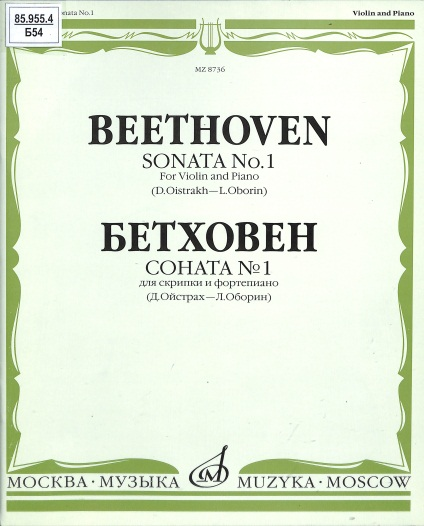 85.955.4
Б54
onata No.1
Violin and Piano
MZ 8736
BEETHOVEN
SONATA No.1
For Violin and Piano
(D.Oistrakh—L.Oborin)
БЕТХОВЕН
СОНАТА №1
для скрипки и фортепиано
(Д.Ойстрах—Л.Оборин)
МОСКВА · МУЗЫКА
MUZYKA · MOSCOW